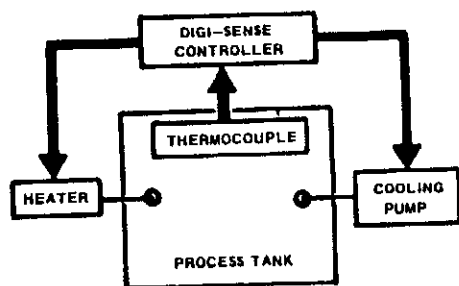 DIGI-SENSE
CONTROLLER
THERMOCOUPLE
HEATER
COOLING
PUMP
PROCESS TANK